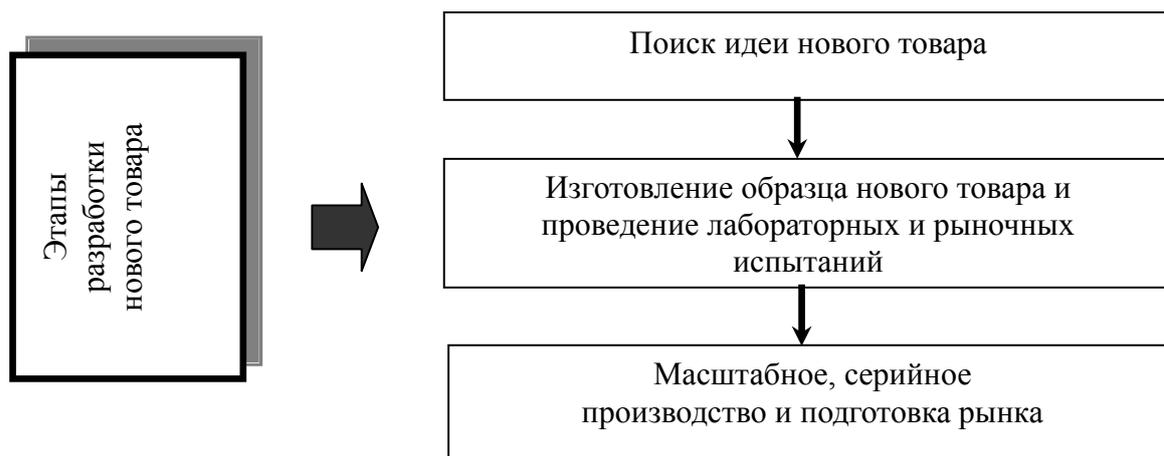 Этапы
разработки
нового товара
Поиск идеи нового товара
Изготовление образца нового товара и
проведение лабораторных и рыночных
испытаний
Масштабное, серийное
производство и подготовка рынка